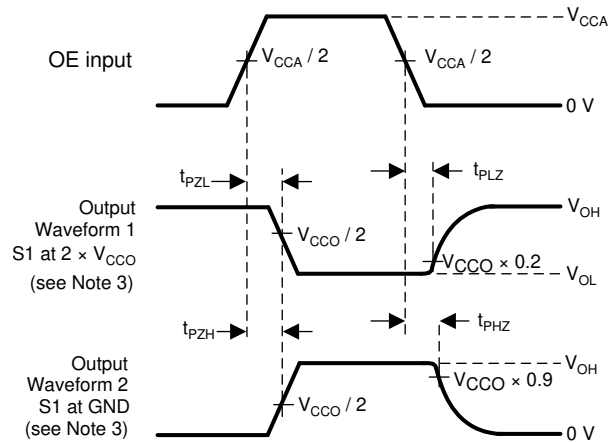 V_CCA
OE input
V_CCA / 2
V_CCA / 2
0 V
t_PZL
t_PLZ
Output
Waveform 1
S1 at 2 × V_CCO
(see Note 3)
V_OH
V_CCO / 2
V_CCO × 0.2
V_OL
t_PZH
t_PHZ
Output
Waveform 2
S1 at GND
(see Note 3)
V_OH
V_CCO × 0.9
V_CCO / 2
0 V